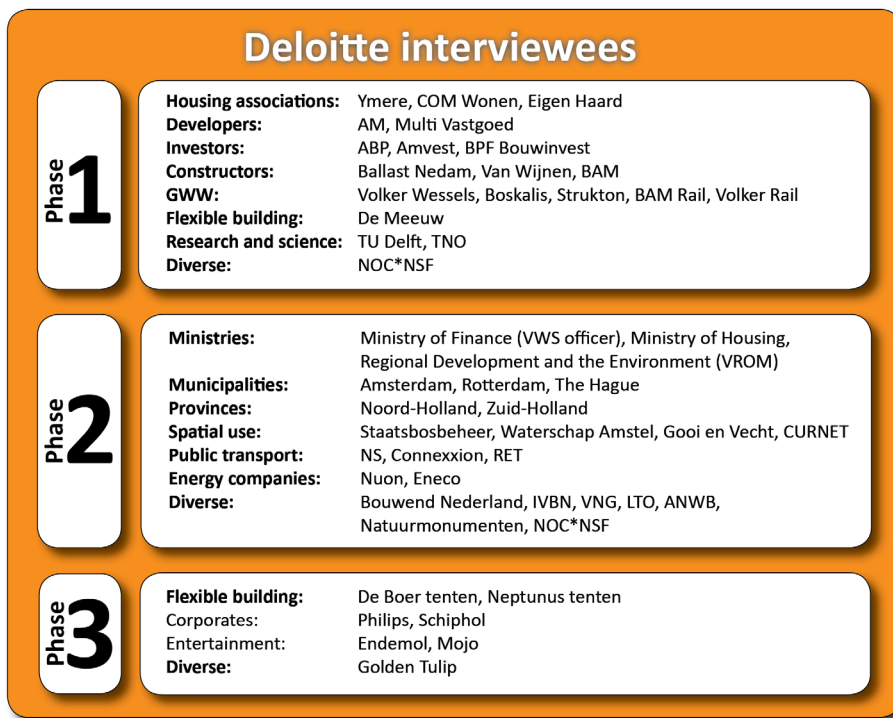 Deloitte interviewees
Phase 1
Housing associations: Ymere, COM Wonen, Eigen Haard
Developers: AM, Multi Vastgoed
Investors: ABP, Amvest, BPF Bouwinvest
Constructors: Ballast Nedam, Van Wijnen, BAM
GWW: Volker Wessels, Boskalis, Strukton, BAM Rail, Volker Rail
Flexible building: De Meeuw
Research and science: TU Delft, TNO
Diverse: NOC*NSF
Phase 2
Ministries: Ministry of Finance (VWS officer), Ministry of Housing,
Regional Development and the Environment (VROM)
Municipalities: Amsterdam, Rotterdam, The Hague
Provinces: Noord-Holland, Zuid-Holland
Spatial use: Staatsbosbeheer, Waterschap Amstel, Gooi en Vecht, CURNET
Public transport: NS, Connexxion, RET
Energy companies: Nuon, Eneco
Diverse: Bouwend Nederland, IVBN, VNG, LTO, ANWB,
Natuurmonumenten, NOC*NSF
Phase 3
Flexible building: De Boer tenten, Neptunus tenten
Corporates: Philips, Schiphol
Entertainment: Endemol, Mojo
Diverse: Golden Tulip